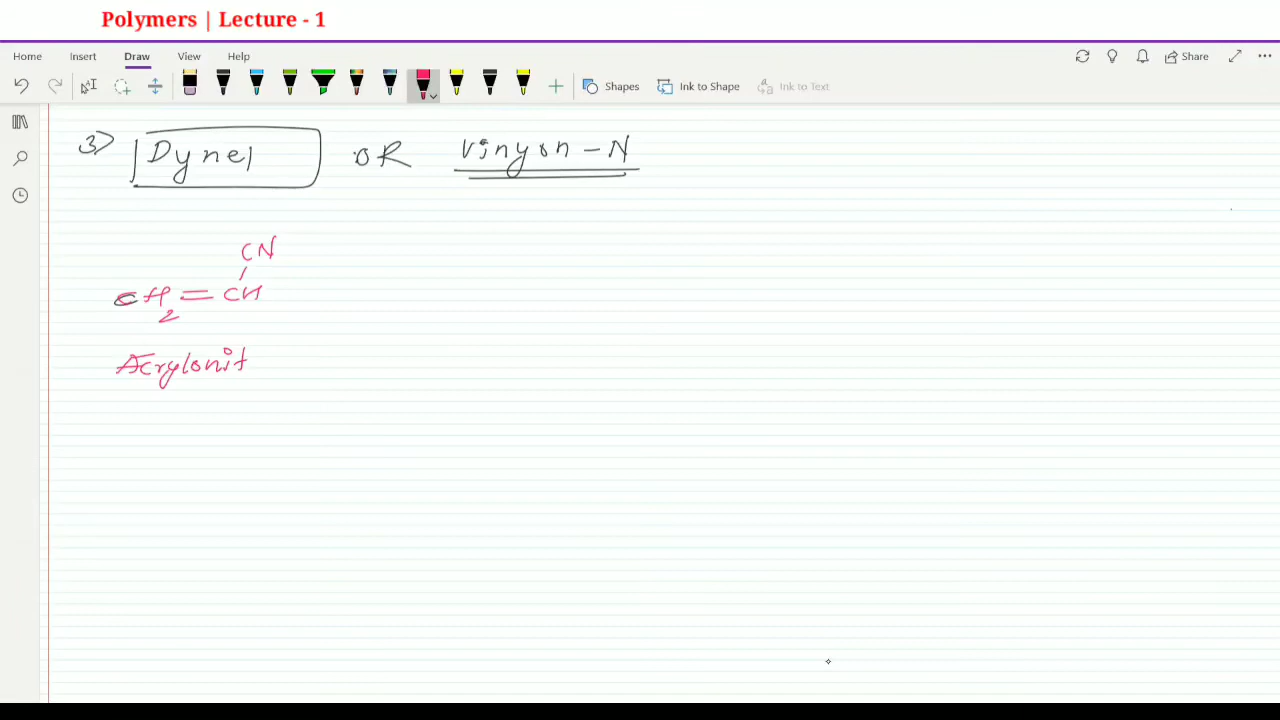 Polymers | Lecture - 1
Home Insert Draw View Help Share
Shapes Ink to Shape Ink to Text
3) Dynel OR Vinyon - N
CN
CH2 = CH
Acrylonit